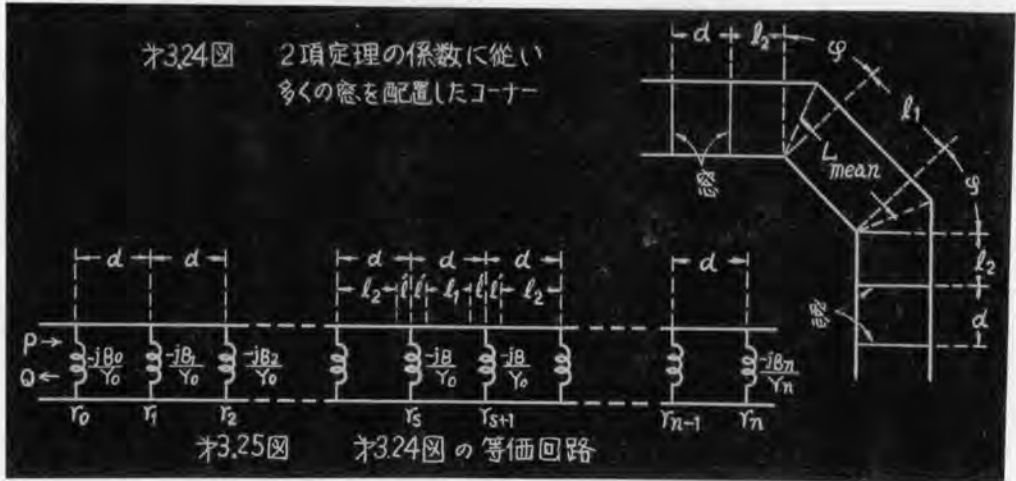 才3.24図 2項定理の係数に従い
多くの窓を配置したコーナー
d l₂ φ
l₁
L mean
窓
φ
l₂
d
窓
d d d d d d
l₂ l l l₁ l l l₂
P →
Q ←
-jB₀/Y₀ -jB₁/Y₀ -jB₂/Y₀ -jB/Y₀ -jB/Y₀ -jBn/Yn
r₀ r₁ r₂ rs rs+1 rn-1 rn
才3.25図 才3.24図の等価回路